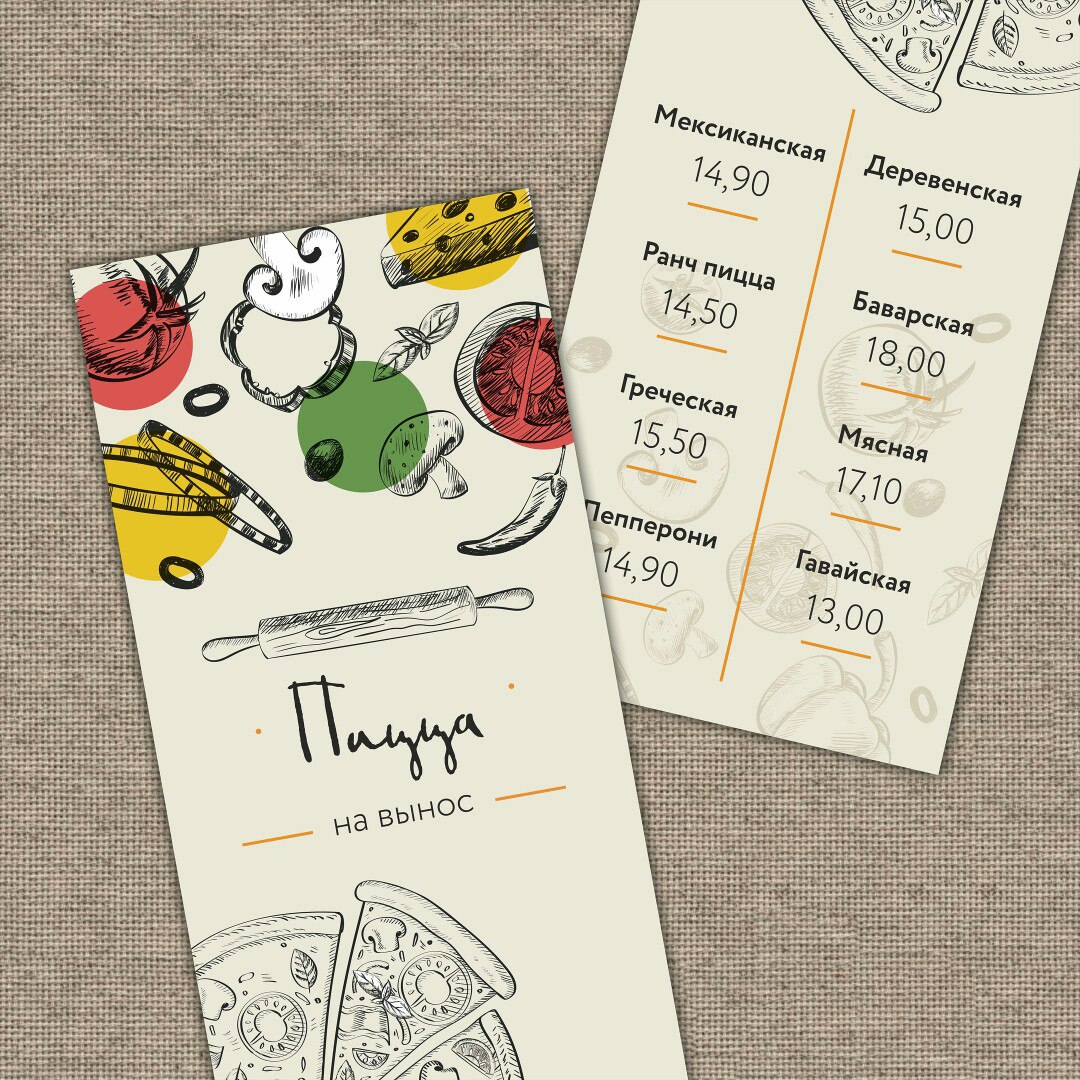 Пицца
на вынос
Мексиканская
14,90
Ранч пицца
14,50
Греческая
15,50
Пепперони
14,90
Деревенская
15,00
Баварская
18,00
Мясная
17,10
Гавайская
13,00